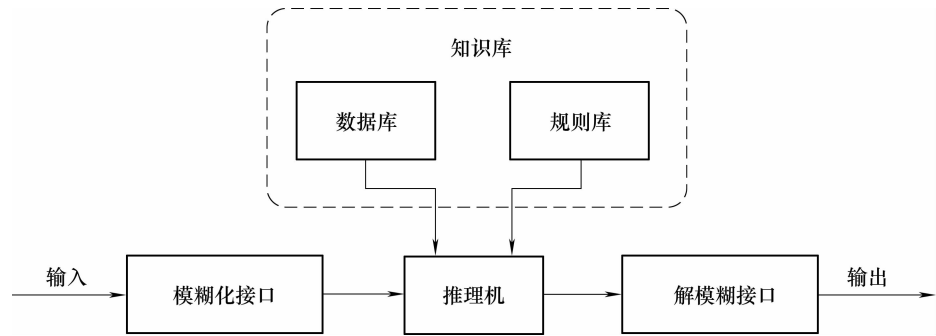 知识库
数据库
规则库
输入
模糊化接口
推理机
解模糊接口
输出